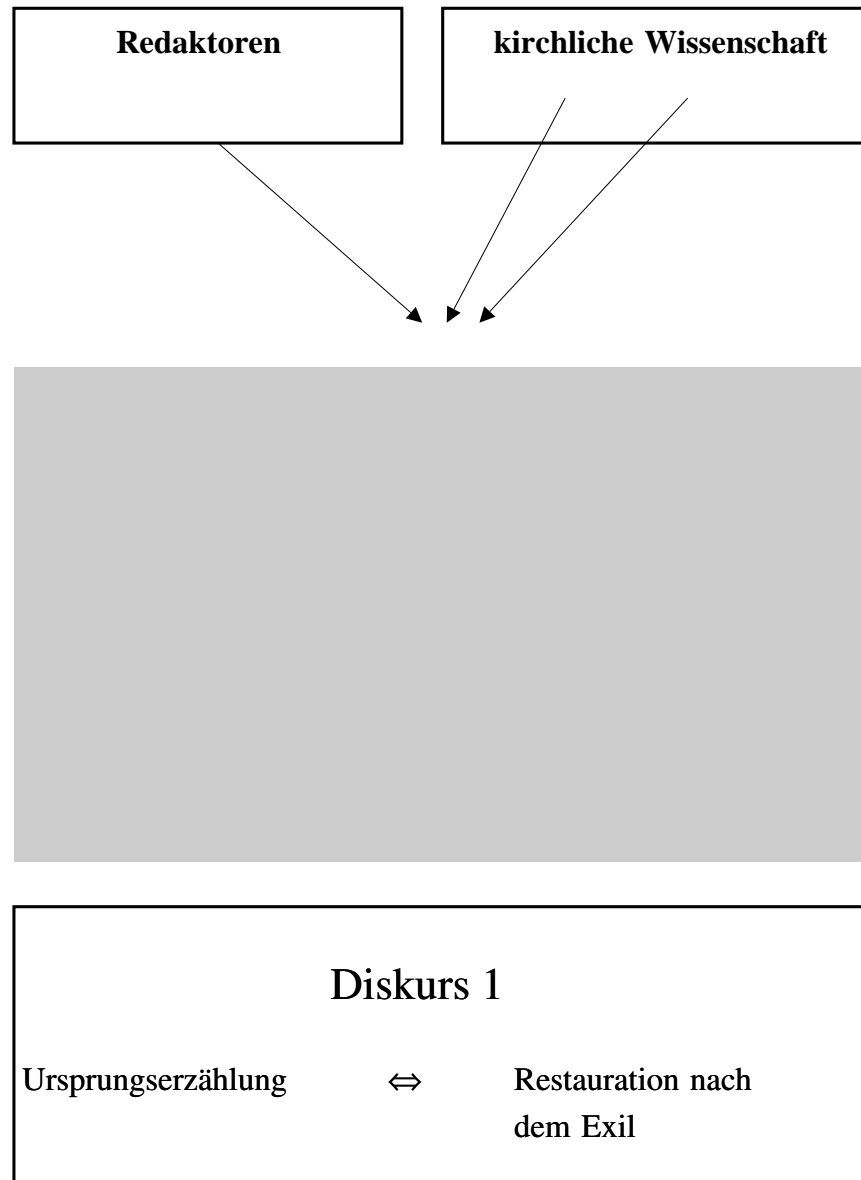 Redaktoren
kirchliche Wissenschaft
Diskurs 1
Ursprungserzählung ⇔ Restauration nach
dem Exil